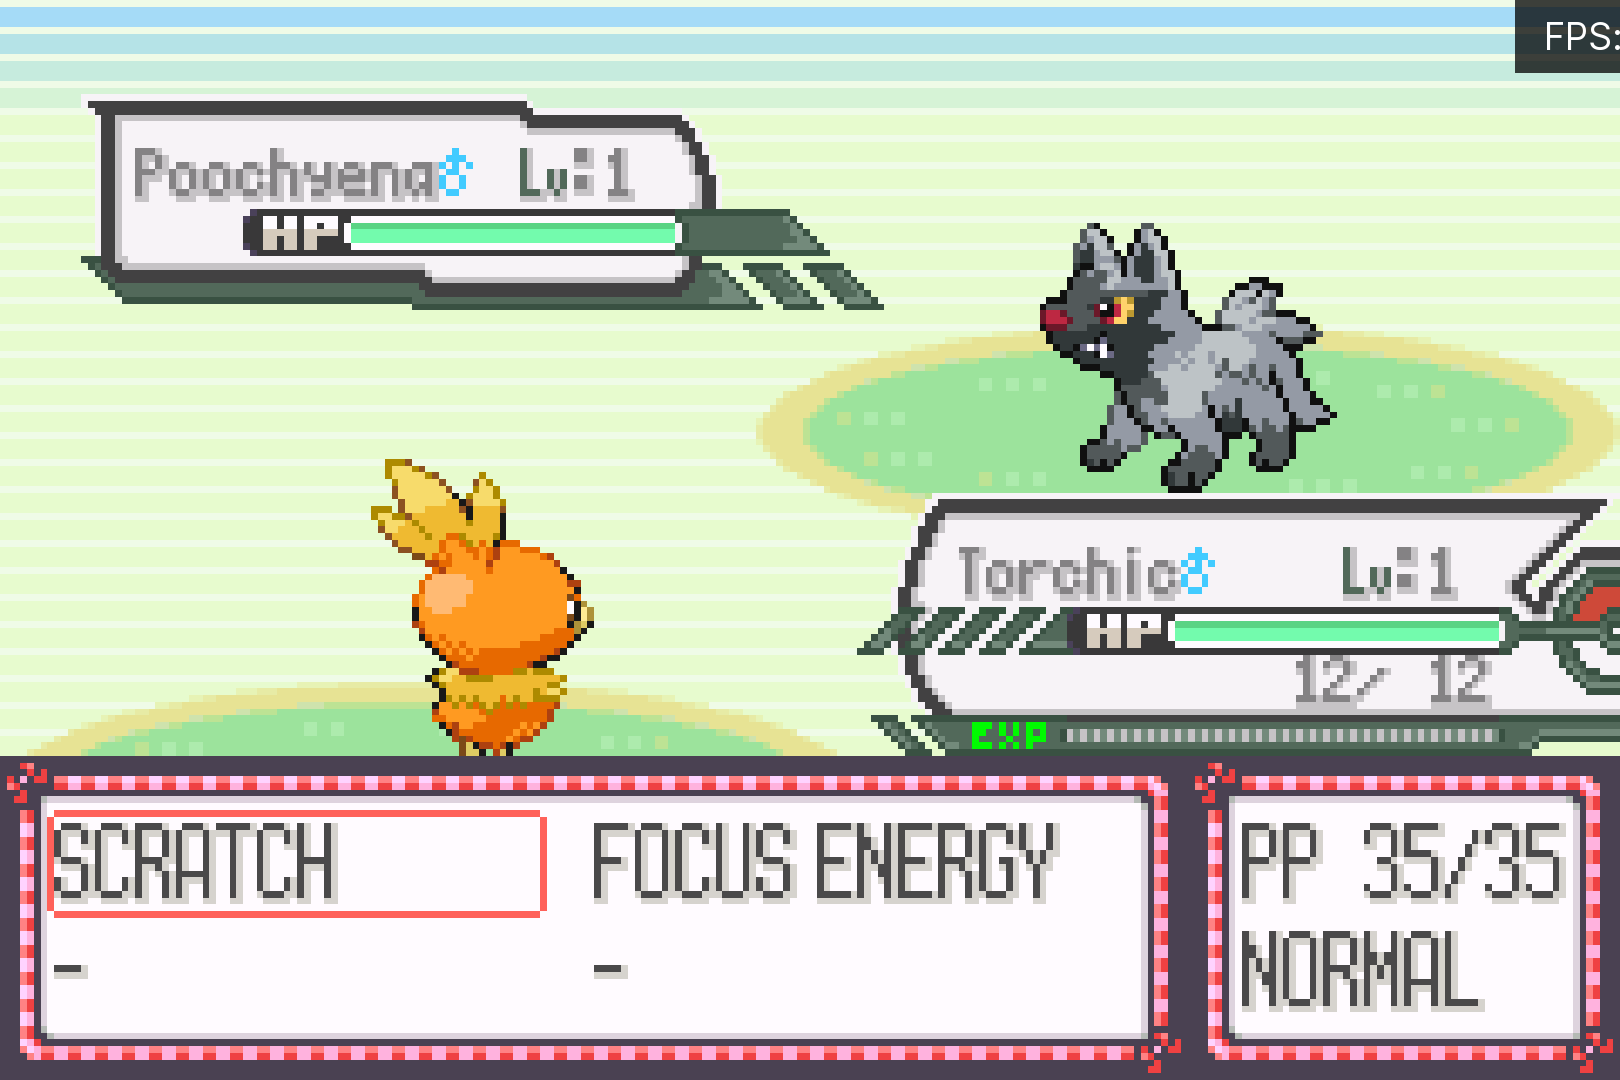 FPS:
Poochyena♂ Lv:1
HP
Torchic♂ Lv:1
HP
12/ 12
EXP
SCRATCH FOCUS ENERGY
- -
PP 35/35
NORMAL